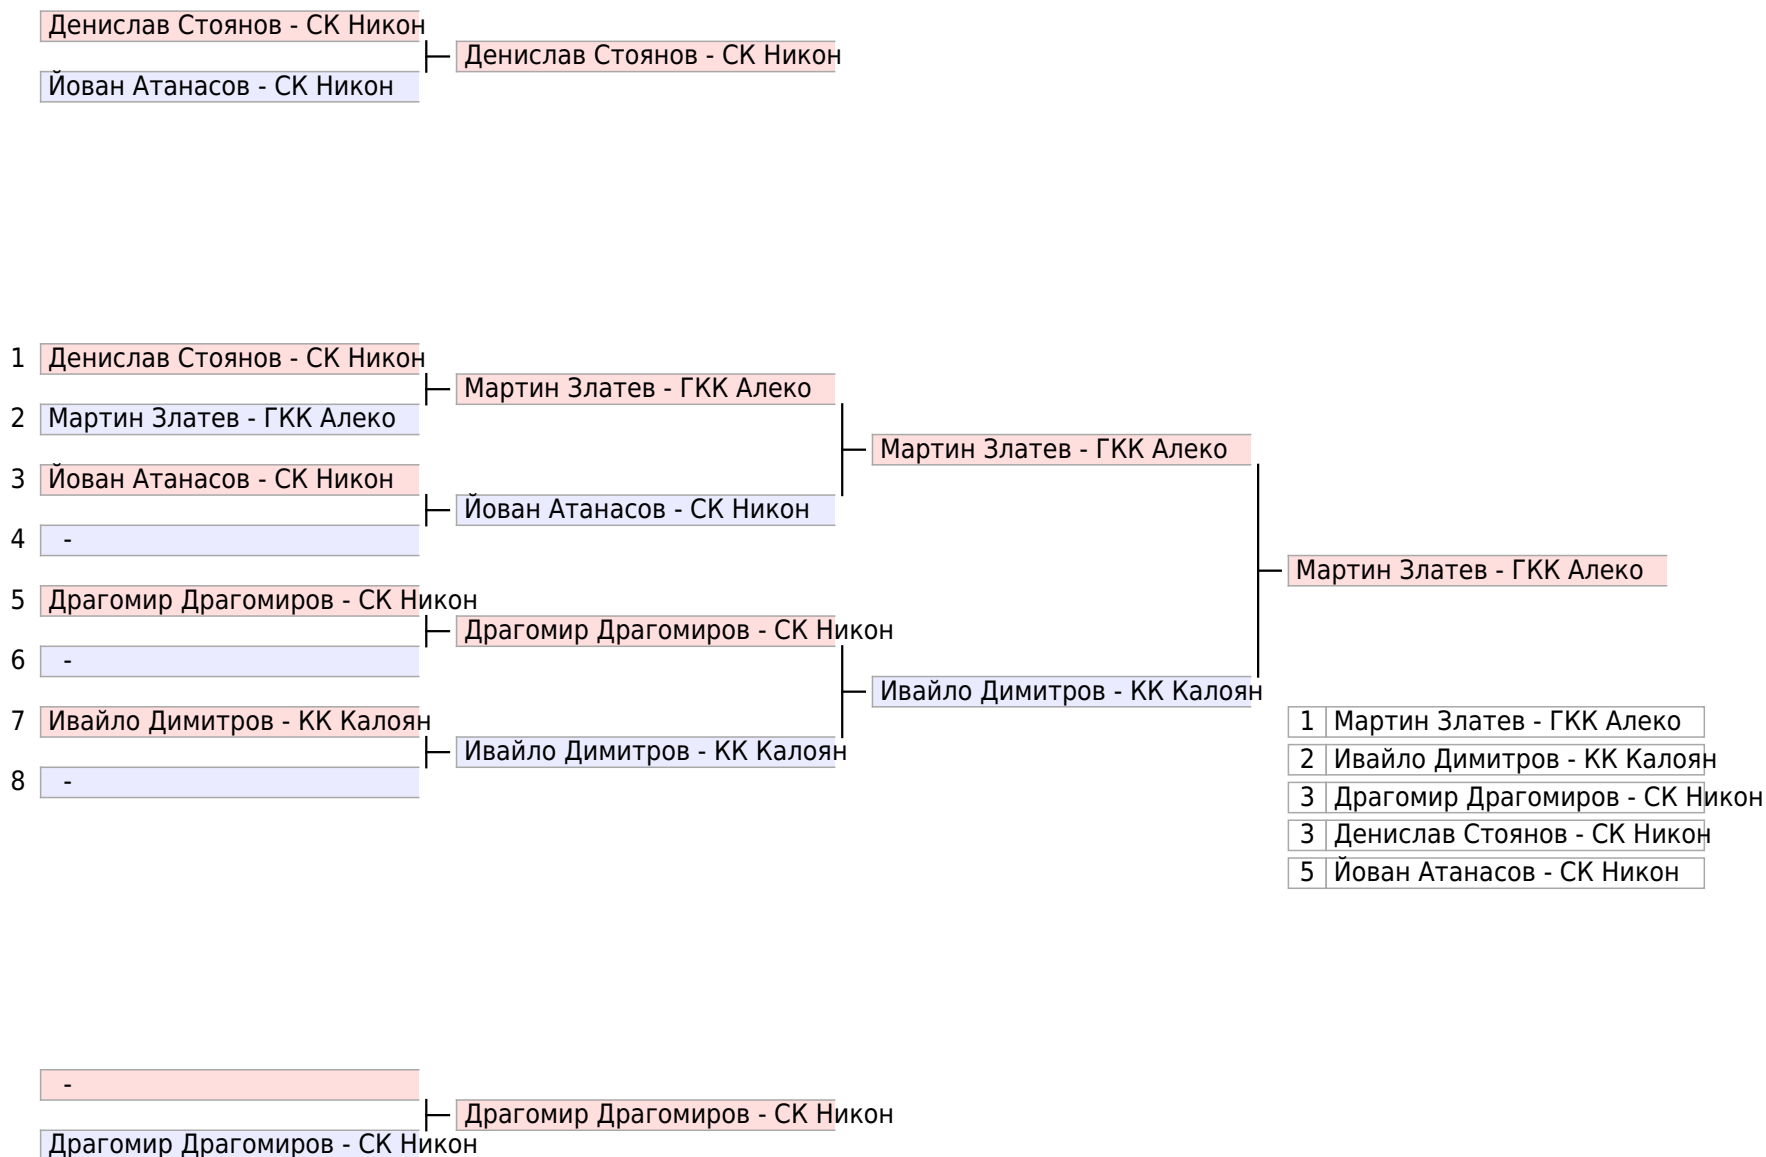 Денислав Стоянов - СК Никон
Денислав Стоянов - СК Никон
Йован Атанасов - СК Никон
1 Денислав Стоянов - СК Никон
Мартин Златев - ГКК Алеко
2 Мартин Златев - ГКК Алеко
Мартин Златев - ГКК Алеко
3 Йован Атанасов - СК Никон
Йован Атанасов - СК Никон
4 -
Мартин Златев - ГКК Алеко
5 Драгомир Драгомиров - СК Никон
Драгомир Драгомиров - СК Никон
6 -
Ивайло Димитров - КК Калоян
7 Ивайло Димитров - КК Калоян
Ивайло Димитров - КК Калоян
8 -
1 Мартин Златев - ГКК Алеко
2 Ивайло Димитров - КК Калоян
3 Драгомир Драгомиров - СК Никон
3 Денислав Стоянов - СК Никон
5 Йован Атанасов - СК Никон
-
Драгомир Драгомиров - СК Никон
Драгомир Драгомиров - СК Никон